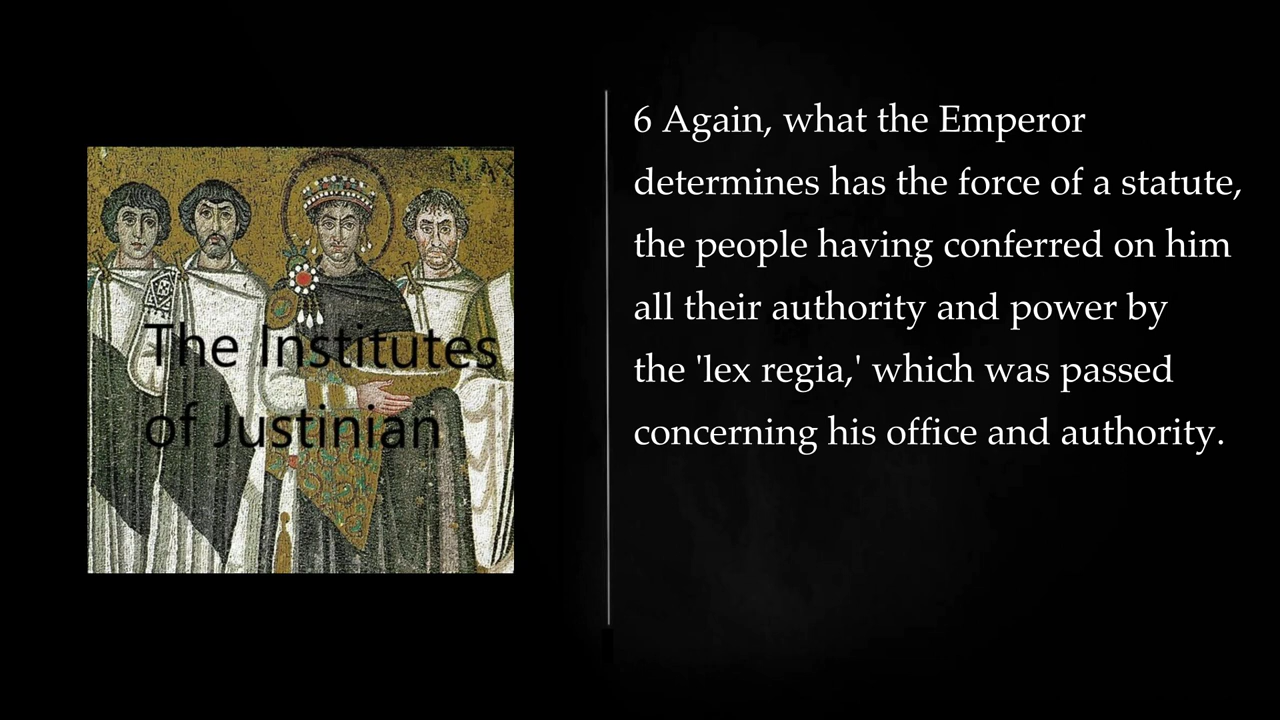 MAX
The Institutes
of Justinian
6 Again, what the Emperor
determines has the force of a statute,
the people having conferred on him
all their authority and power by
the 'lex regia,' which was passed
concerning his office and authority.